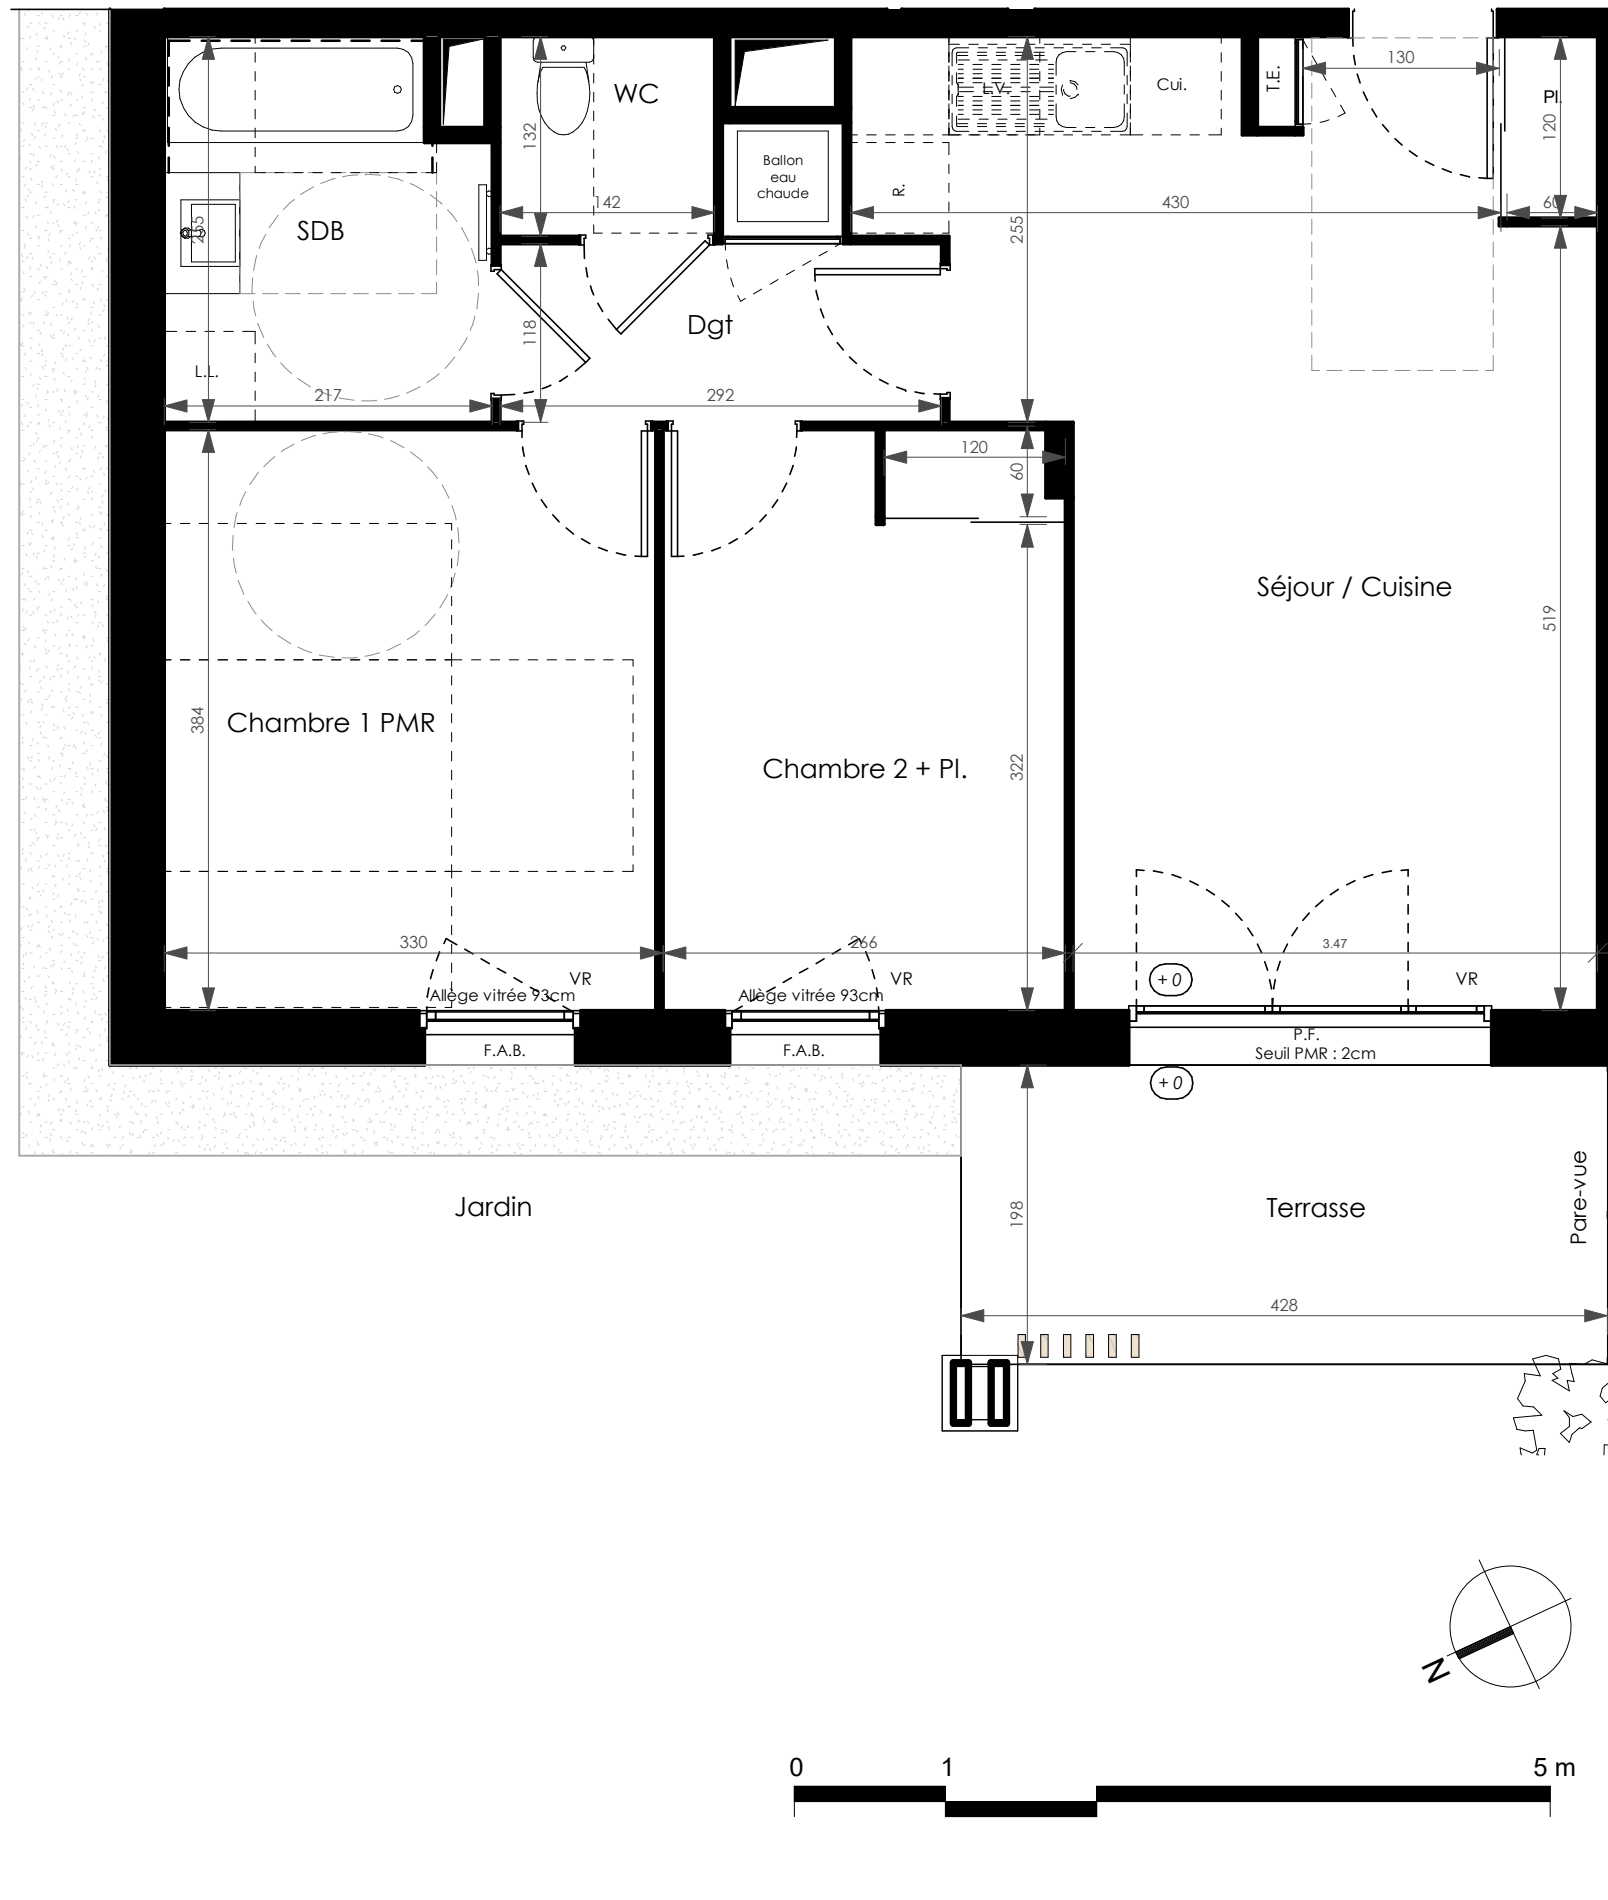 130
T.E.
Pl.
120
WC
L.V.
Cui.
132
Ballon
eau
chaude
R.
142
430
60
SDB
265
255
118
Dgt
L.L.
217
292
120
60
Séjour / Cuisine
519
384
Chambre 1 PMR
322
Chambre 2 + Pl.
330
266
3.47
VR
VR
+0
VR
Allège vitrée 93cm
Allège vitrée 93cm
F.A.B.
F.A.B.
P.F.
Seuil PMR : 2cm
+0
Jardin
198
Terrasse
Pare-vue
428
N
0 1 5 m